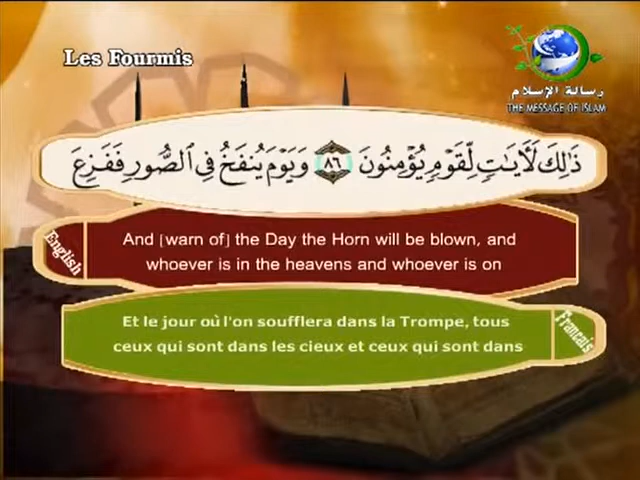 Les Fourmis
رسالة الإسلام
THE MESSAGE OF ISLAM
ذَٰلِكَ لَآيَاتٍ لِّقَوْمٍ يُؤْمِنُونَ ٨٦ وَيَوْمَ يُنفَخُ فِي الصُّورِ فَفَزِعَ
English
And [warn of] the Day the Horn will be blown, and
whoever is in the heavens and whoever is on
Et le jour où l'on soufflera dans la Trompe, tous
ceux qui sont dans les cieux et ceux qui sont dans
Francais